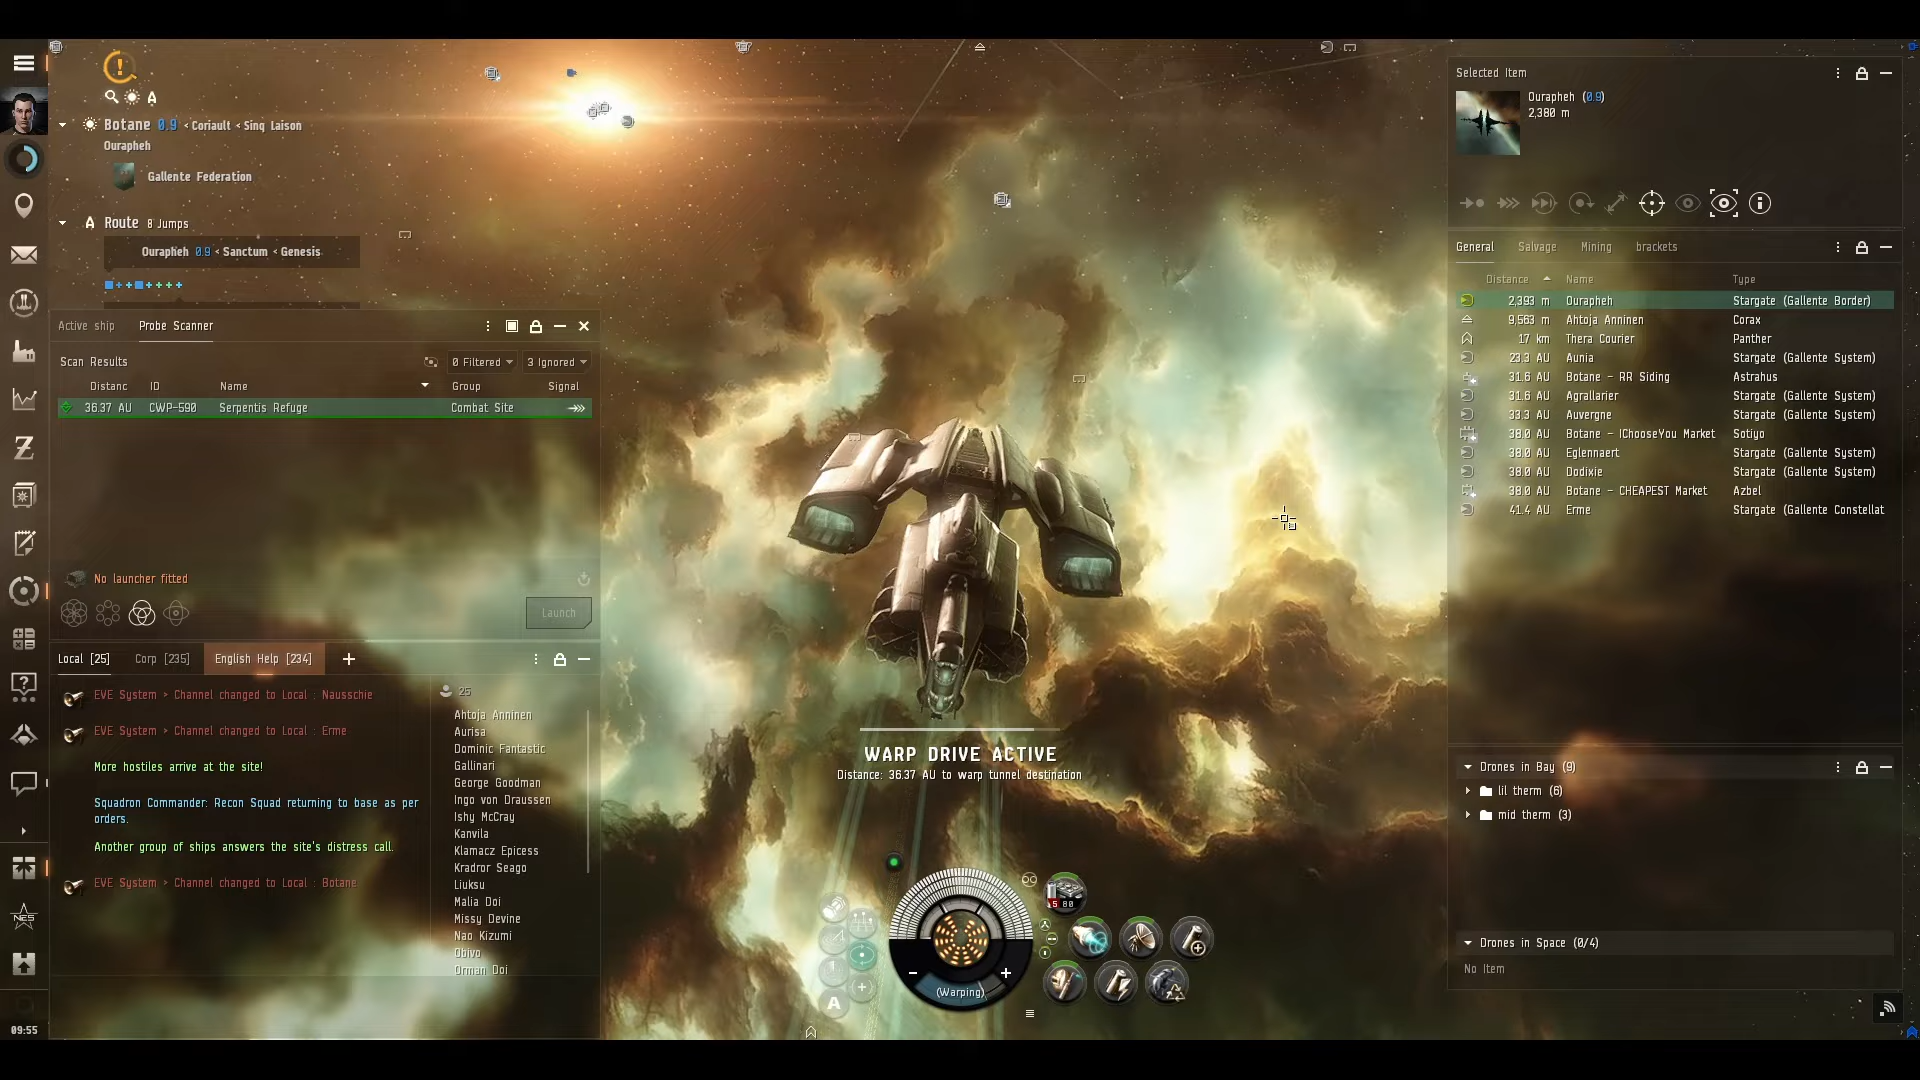 Botane 0.9 < Coriault < Sinq Laison
Ourapheh
Gallente Federation
A Route 8 Jumps
Ourapheh 0.9 < Sanctum < Genesis
Active ship Probe Scanner
Scan Results 0 Filtered 3 Ignored
Distanc ID Name Group Signal
36.37 AU CWP-590 Serpentis Refuge Combat Site
No launcher fitted
Launch
Local [25] Corp [235] English Help [234] +
EVE System > Channel changed to Local : Nausschie
EVE System > Channel changed to Local : Erme
More hostiles arrive at the site!
Squadron Commander: Recon Squad returning to base as per
orders.
Another group of ships answers the site's distress call.
EVE System > Channel changed to Local : Botane
25
Ahtoja Anninen
Aurisa
Dominic Fantastic
Gallinari
George Goodman
Ingo von Draussen
Ishy McCray
Kanvila
Klamacz Epicess
Kradror Seago
Liuksu
Malia Doi
Missy Devine
Nao Kizumi
Obivo
Orman Doi
09:55
NES
WARP DRIVE ACTIVE
Distance: 36.37 AU to warp tunnel destination
5 80
(Warping)
A
Selected Item
Ourapheh (0.9)
2,380 m
General Salvage Mining brackets
Distance Name Type
2,393 m Ourapheh Stargate (Gallente Border)
9,563 m Ahtoja Anninen Corax
17 km Thera Courier Panther
23.3 AU Aunia Stargate (Gallente System)
31.6 AU Botane - RR Siding Astrahus
31.6 AU Agrallarier Stargate (Gallente System)
33.3 AU Auvergne Stargate (Gallente System)
38.0 AU Botane - IChooseYou Market Sotiyo
38.0 AU Eglennaert Stargate (Gallente System)
38.0 AU Dodixie Stargate (Gallente System)
39.0 AU Botane - CHEAPEST Market Azbel
41.4 AU Erme Stargate (Gallente Constellat
Drones in Bay (9)
lil therm (6)
mid therm (3)
Drones in Space (0/4)
No Item